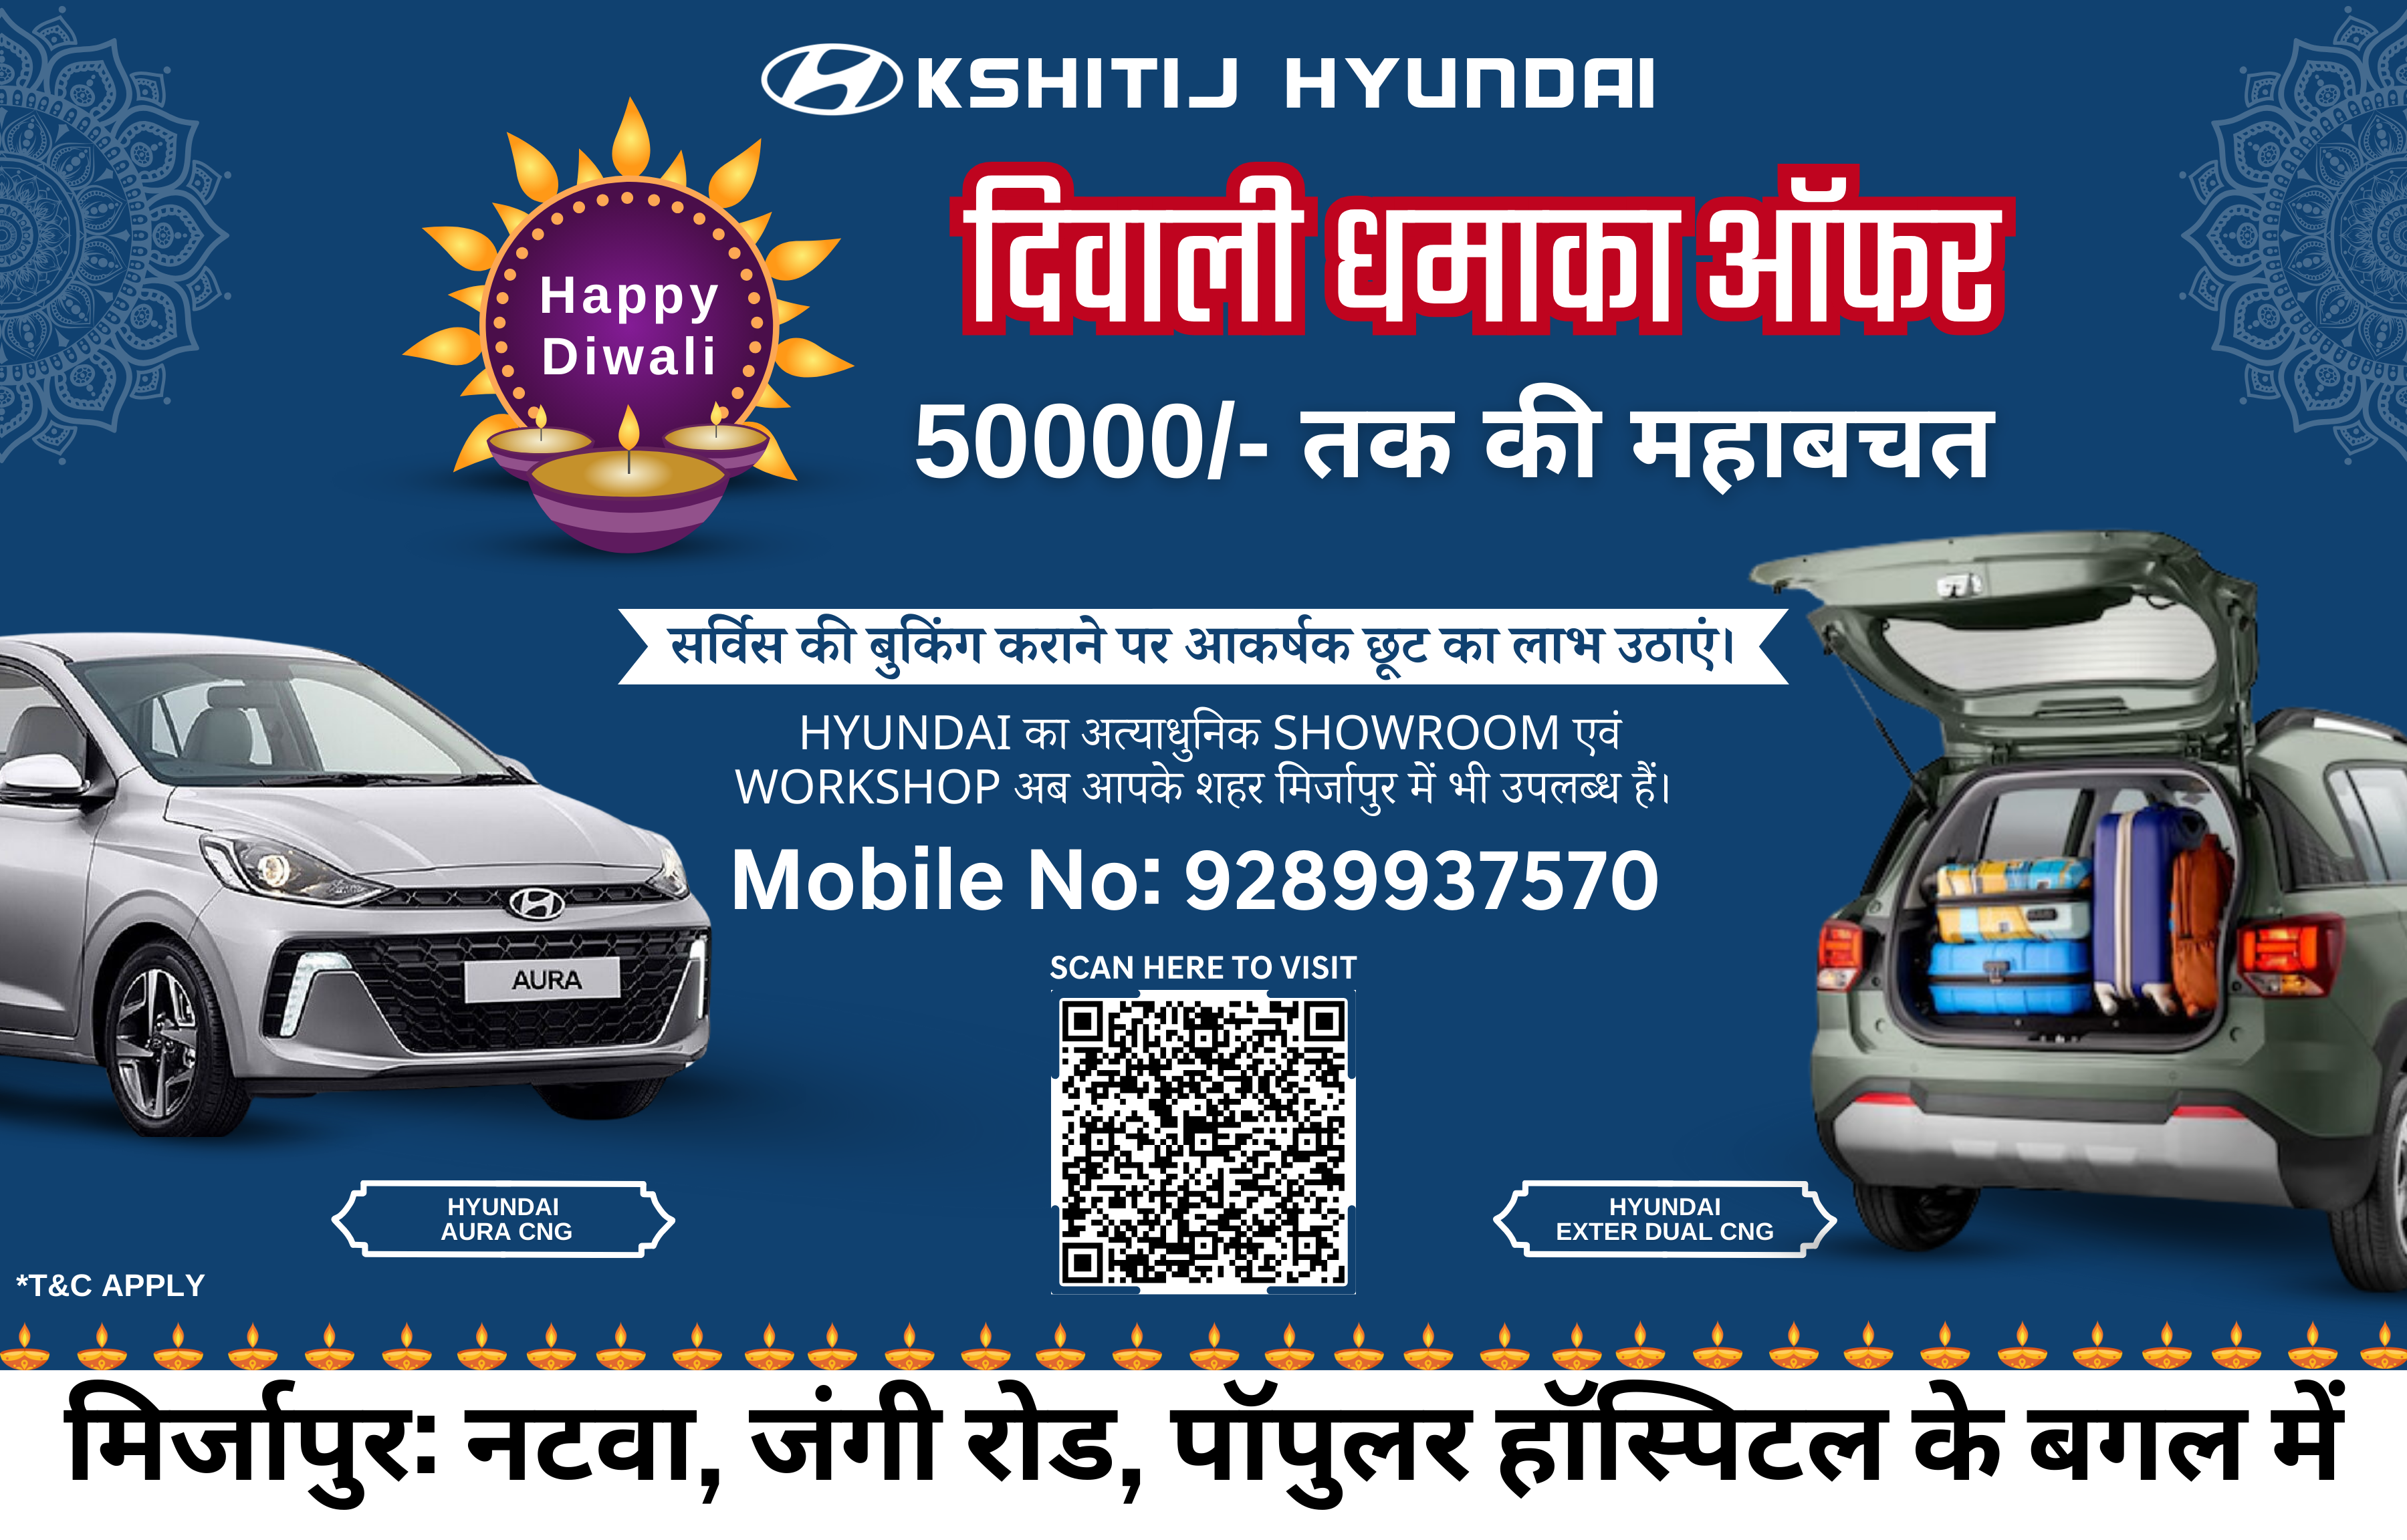 KSHITIJ HYUNDAI
Happy
Diwali
दिवाली धमाका ऑफर
50000/- तक की महाबचत
सर्विस की बुकिंग कराने पर आकर्षक छूट का लाभ उठाएं।
HYUNDAI का अत्याधुनिक SHOWROOM एवं
WORKSHOP अब आपके शहर मिर्जापुर में भी उपलब्ध हैं।
Mobile No: 9289937570
SCAN HERE TO VISIT
AURA
HYUNDAI
AURA CNG
HYUNDAI
EXTER DUAL CNG
*T&C APPLY
मिर्जापुर: नटवा, जंगी रोड, पॉपुलर हॉस्पिटल के बगल में